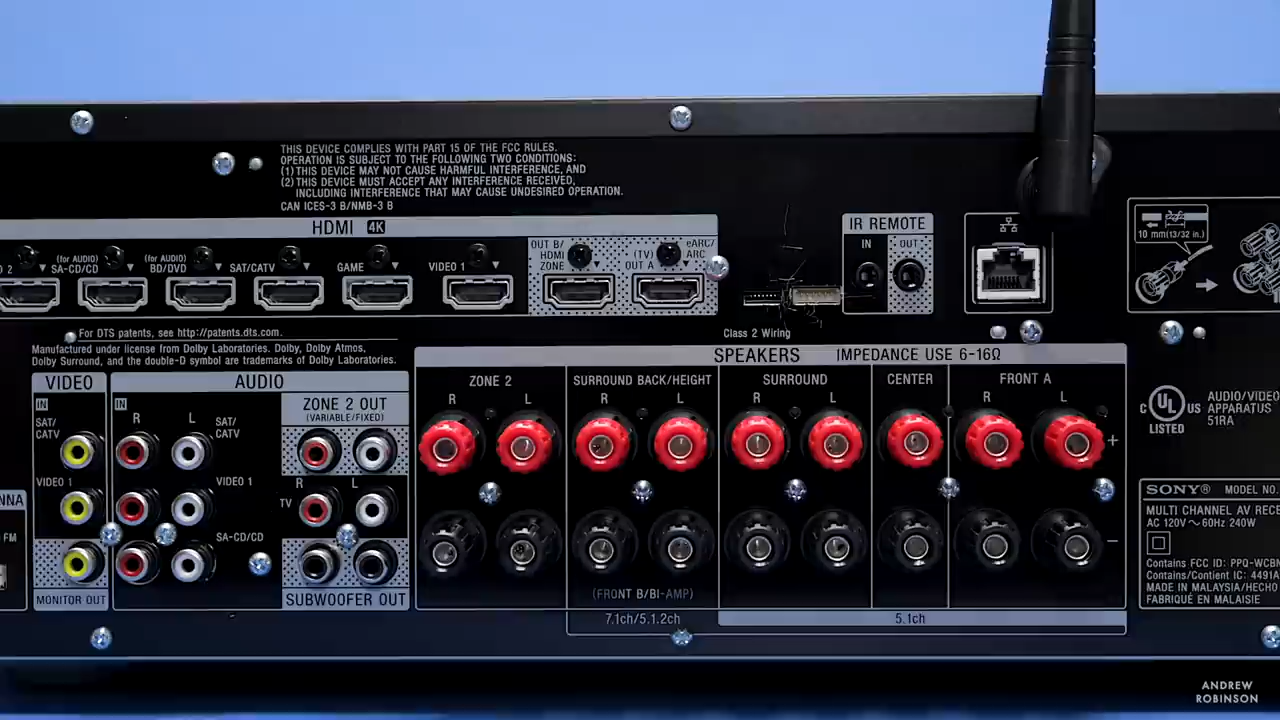 THIS DEVICE COMPLIES WITH PART 15 OF THE FCC RULES.
OPERATION IS SUBJECT TO THE FOLLOWING TWO CONDITIONS:
(1) THIS DEVICE MAY NOT CAUSE HARMFUL INTERFERENCE, AND
(2) THIS DEVICE MUST ACCEPT ANY INTERFERENCE RECEIVED,
INCLUDING INTERFERENCE THAT MAY CAUSE UNDESIRED OPERATION.
CAN ICES-3 B/NMB-3 B
HDMI 4K
O 2
(for AUDIO)
SA-CD/CD
(for AUDIO)
BD/DVD
SAT/CATV
GAME
VIDEO 1
OUT B/
HDMI
ZONE
(TV)
OUT A
eARC/
ARC
IR REMOTE
IN
OUT
10 mm(13/32 in.)
For DTS patents, see http://patents.dts.com.
Manufactured under license from Dolby Laboratories. Dolby, Dolby Atmos,
Dolby Surround, and the double-D symbol are trademarks of Dolby Laboratories.
Class 2 Wiring
SPEAKERS IMPEDANCE USE 6-16Ω
ZONE 2
SURROUND BACK/HEIGHT
SURROUND
CENTER
FRONT A
R L R L R L R L
+
−
(FRONT B/BI-AMP)
7.1ch/5.1.2ch
5.1ch
VIDEO
IN
SAT/
CATV
VIDEO 1
MONITOR OUT
AUDIO
IN
R L
SAT/
CATV
VIDEO 1
SA-CD/CD
ZONE 2 OUT
(VARIABLE/FIXED)
R L
TV
SUBWOOFER OUT
NNA
FM
C UL US
LISTED
AUDIO/VIDEO
APPARATUS
51RA
SONY® MODEL NO.
MULTI CHANNEL AV RECE
AC 120V ~ 60Hz 240W
Contains FCC ID: PPQ-WCBN
Contains/Contient IC: 4491A
MADE IN MALAYSIA/HECHO
FABRIQUÉ EN MALAISIE
ANDREW
ROBINSON